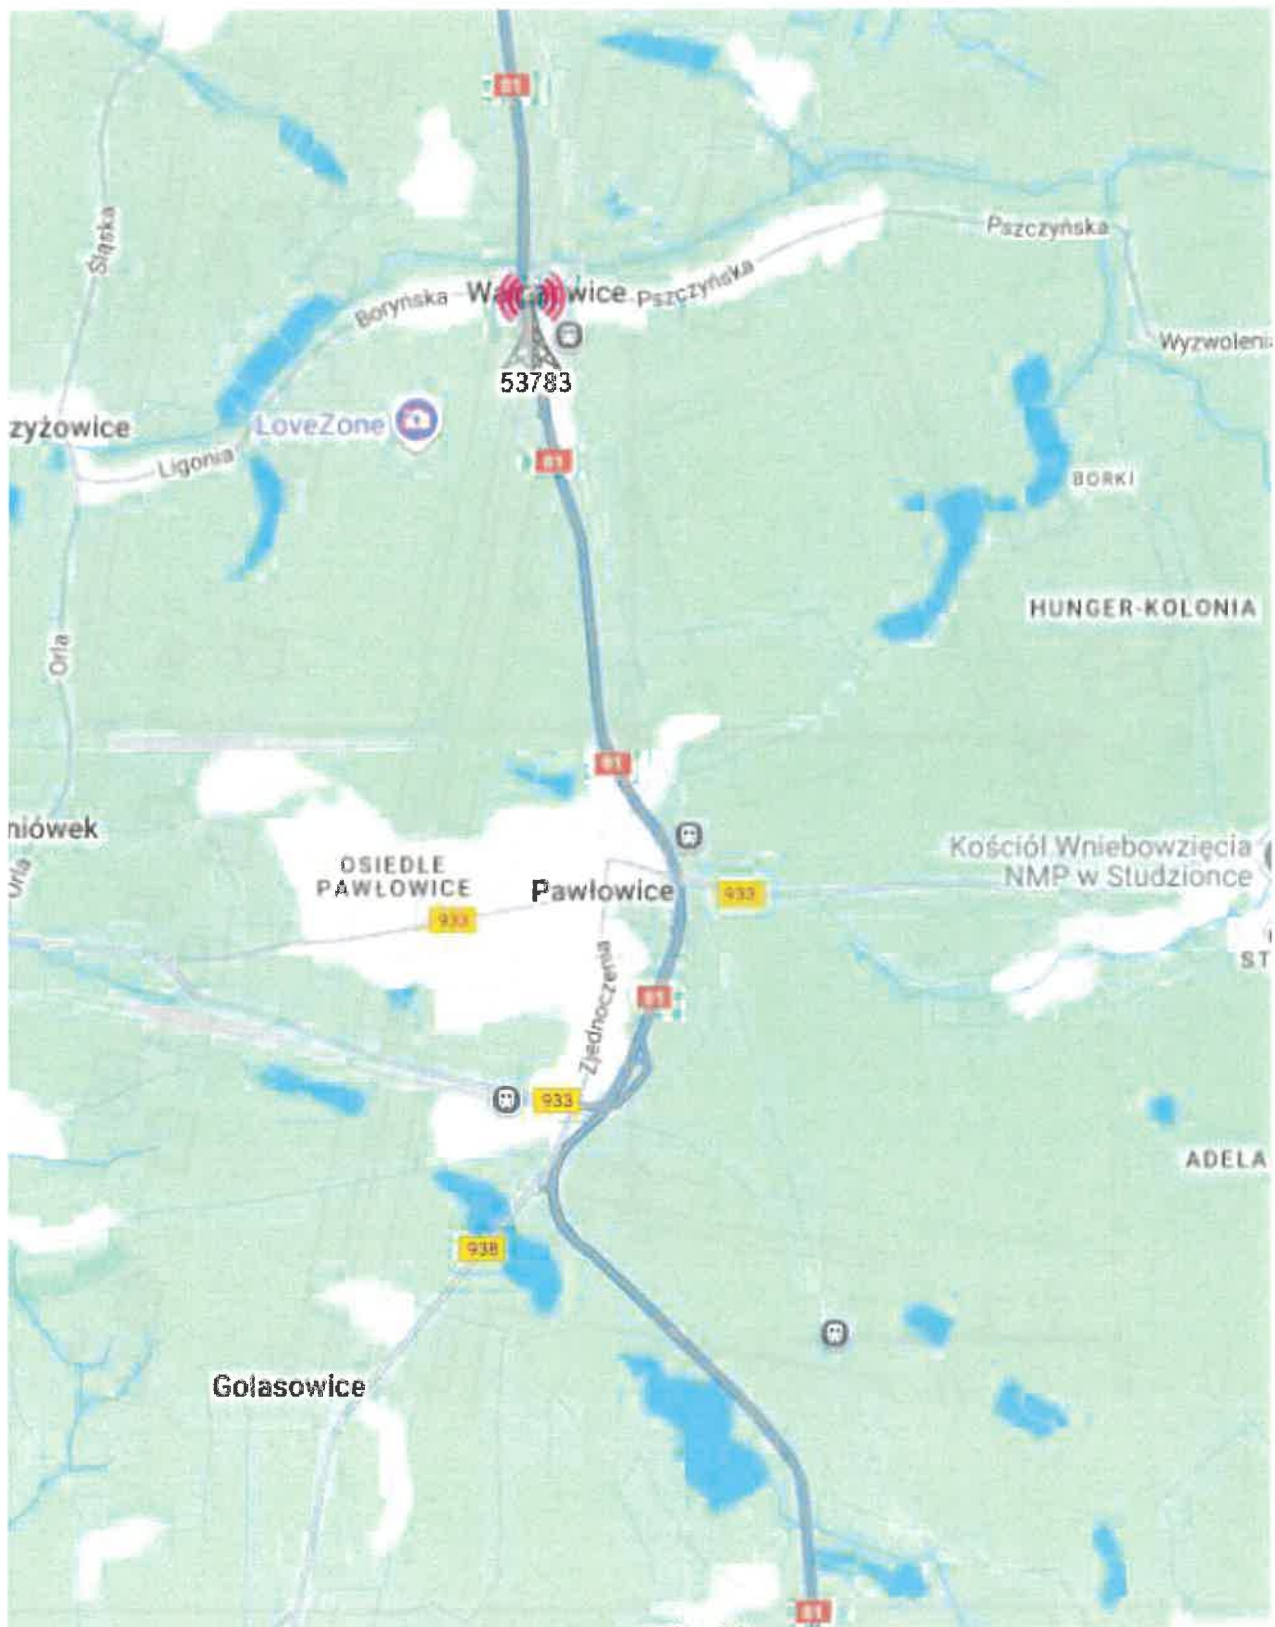 81
Śląska
Pszczyńska
Boryńska
Pszczyńska
Wyzwolenia
53783
zyżowice
LoveZone
Ligonia
81
BORKI
HUNGER-KOLONIA
Orla
81
niówek
OSIEDLE
PAWŁOWICE
Pawłowice
933
933
Kościół Wniebowzięcia
NMP w Studzionce
Orla
ST
Zjednoczenia
81
933
ADELA
938
Golasowice
81